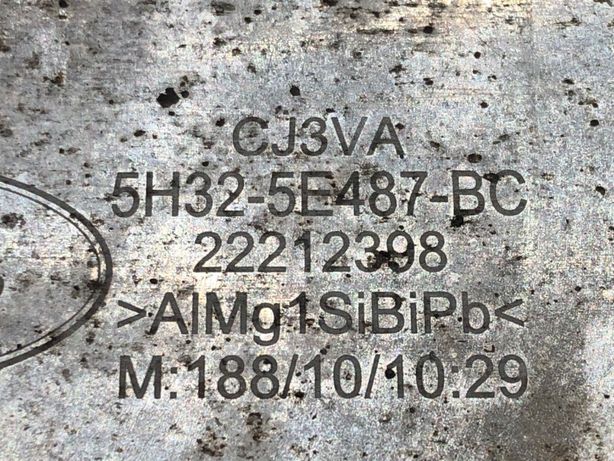 CJ3VA
5H32-5E487-BC
22212398
>AlMg1SiBiPb<
M:188/10/10:29